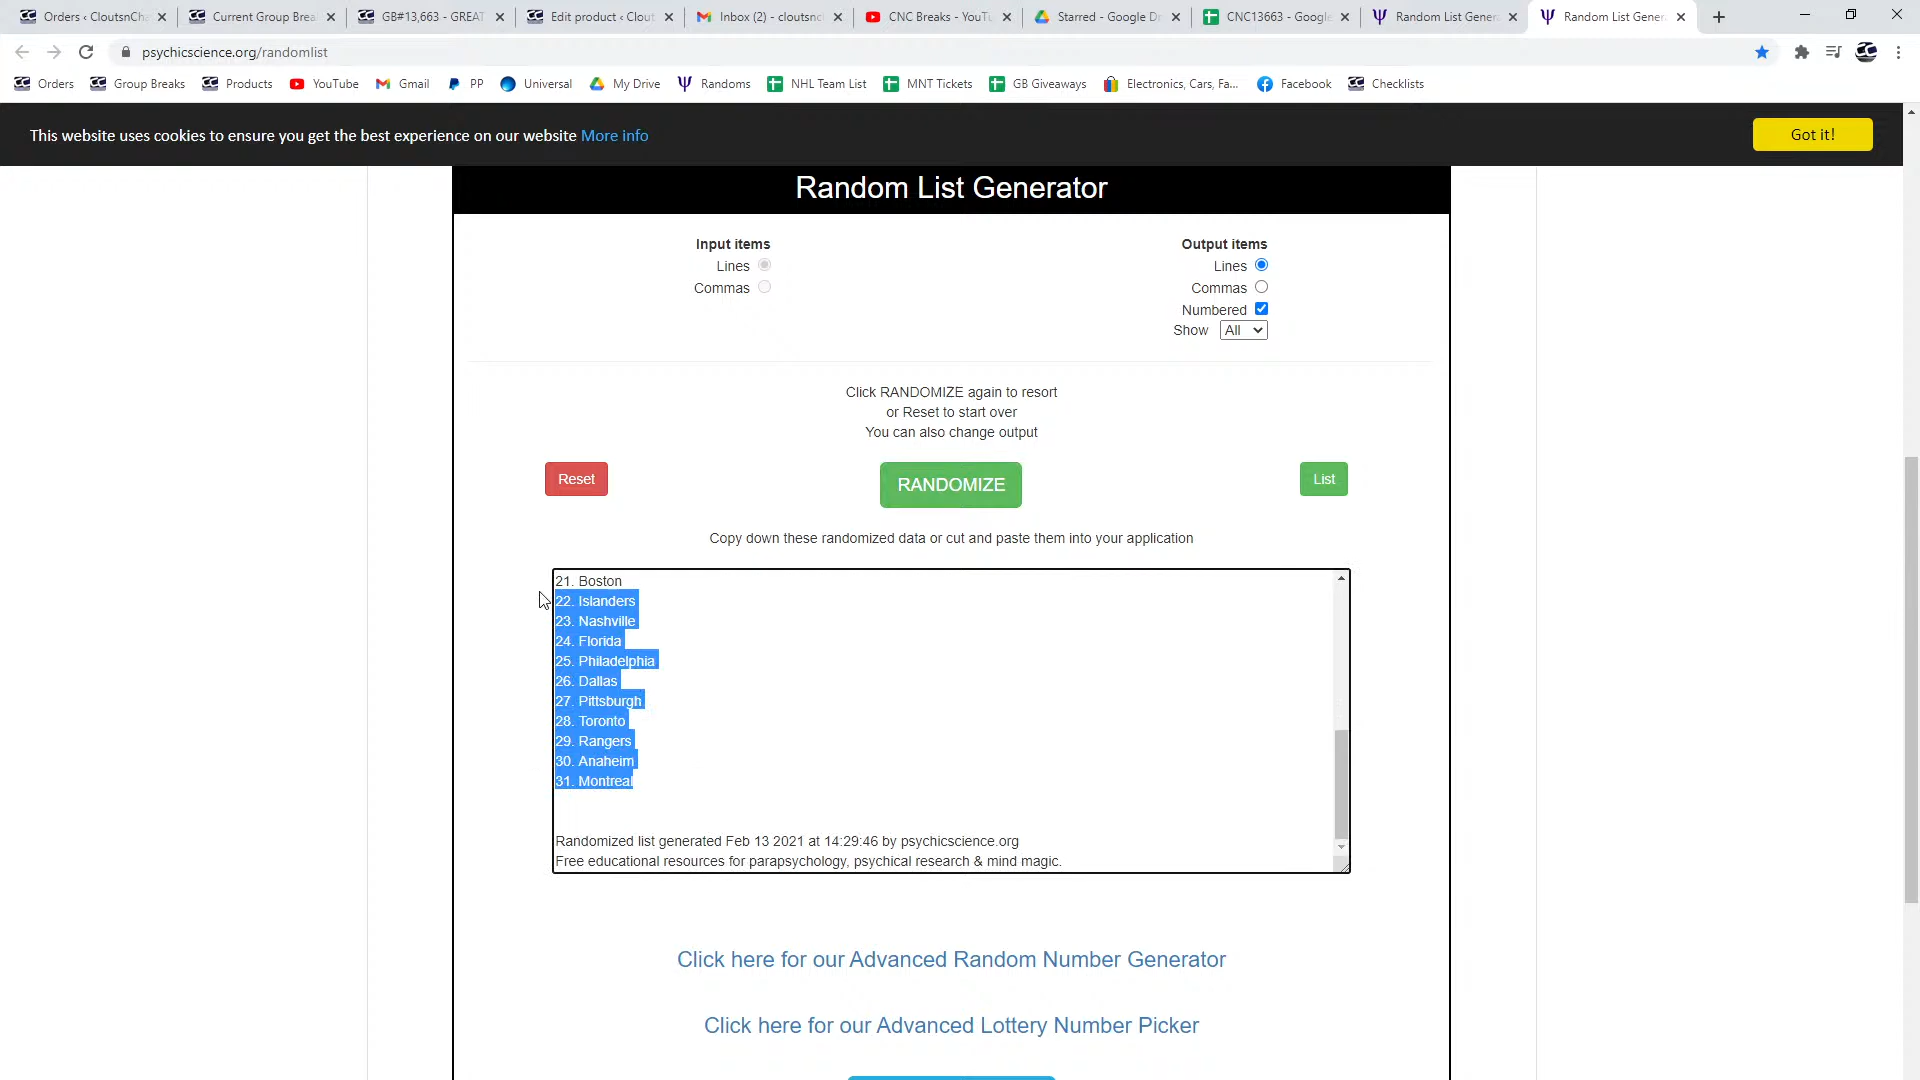 Orders ‹ CloutsnCha
Current Group Brea
GB#13,663 - GREAT
Edit product ‹ Clout
Inbox (2) - cloutsnc
CNC Breaks - YouTu
Starred - Google Dr
CNC13663 - Google
Random List Genera
Random List Genera
psychicscience.org/randomlist
Orders
Group Breaks
Products
YouTube
Gmail
PP
Universal
My Drive
Randoms
NHL Team List
MNT Tickets
GB Giveaways
Electronics, Cars, Fa...
Facebook
Checklists
This website uses cookies to ensure you get the best experience on our website More info
Got it!
Random List Generator
Input items
Lines
Commas
Output items
Lines
Commas
Numbered
Show All
Click RANDOMIZE again to resort
or Reset to start over
You can also change output
Reset
RANDOMIZE
List
Copy down these randomized data or cut and paste them into your application
21. Boston
22. Islanders
23. Nashville
24. Florida
25. Philadelphia
26. Dallas
27. Pittsburgh
28. Toronto
29. Rangers
30. Anaheim
31. Montreal
Randomized list generated Feb 13 2021 at 14:29:46 by psychicscience.org
Free educational resources for parapsychology, psychical research & mind magic.
Click here for our Advanced Random Number Generator
Click here for our Advanced Lottery Number Picker